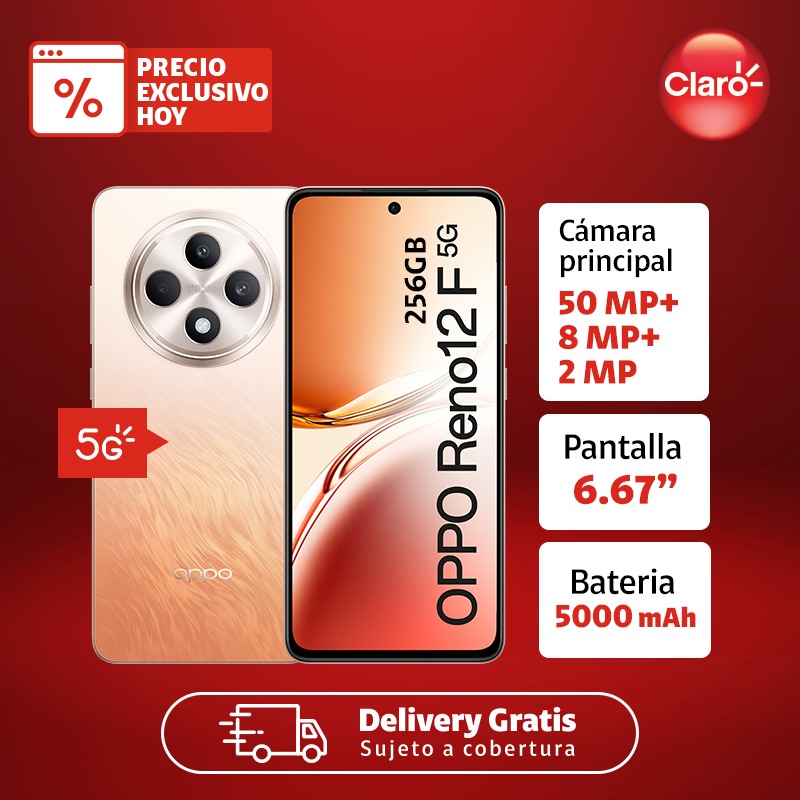 %
PRECIO
EXCLUSIVO
HOY
Claro
256GB
OPPO Reno12 F 5G
5G
oppo
Cámara
principal
50 MP+
8 MP+
2 MP
Pantalla
6.67”
Bateria
5000 mAh
Delivery Gratis
Sujeto a cobertura